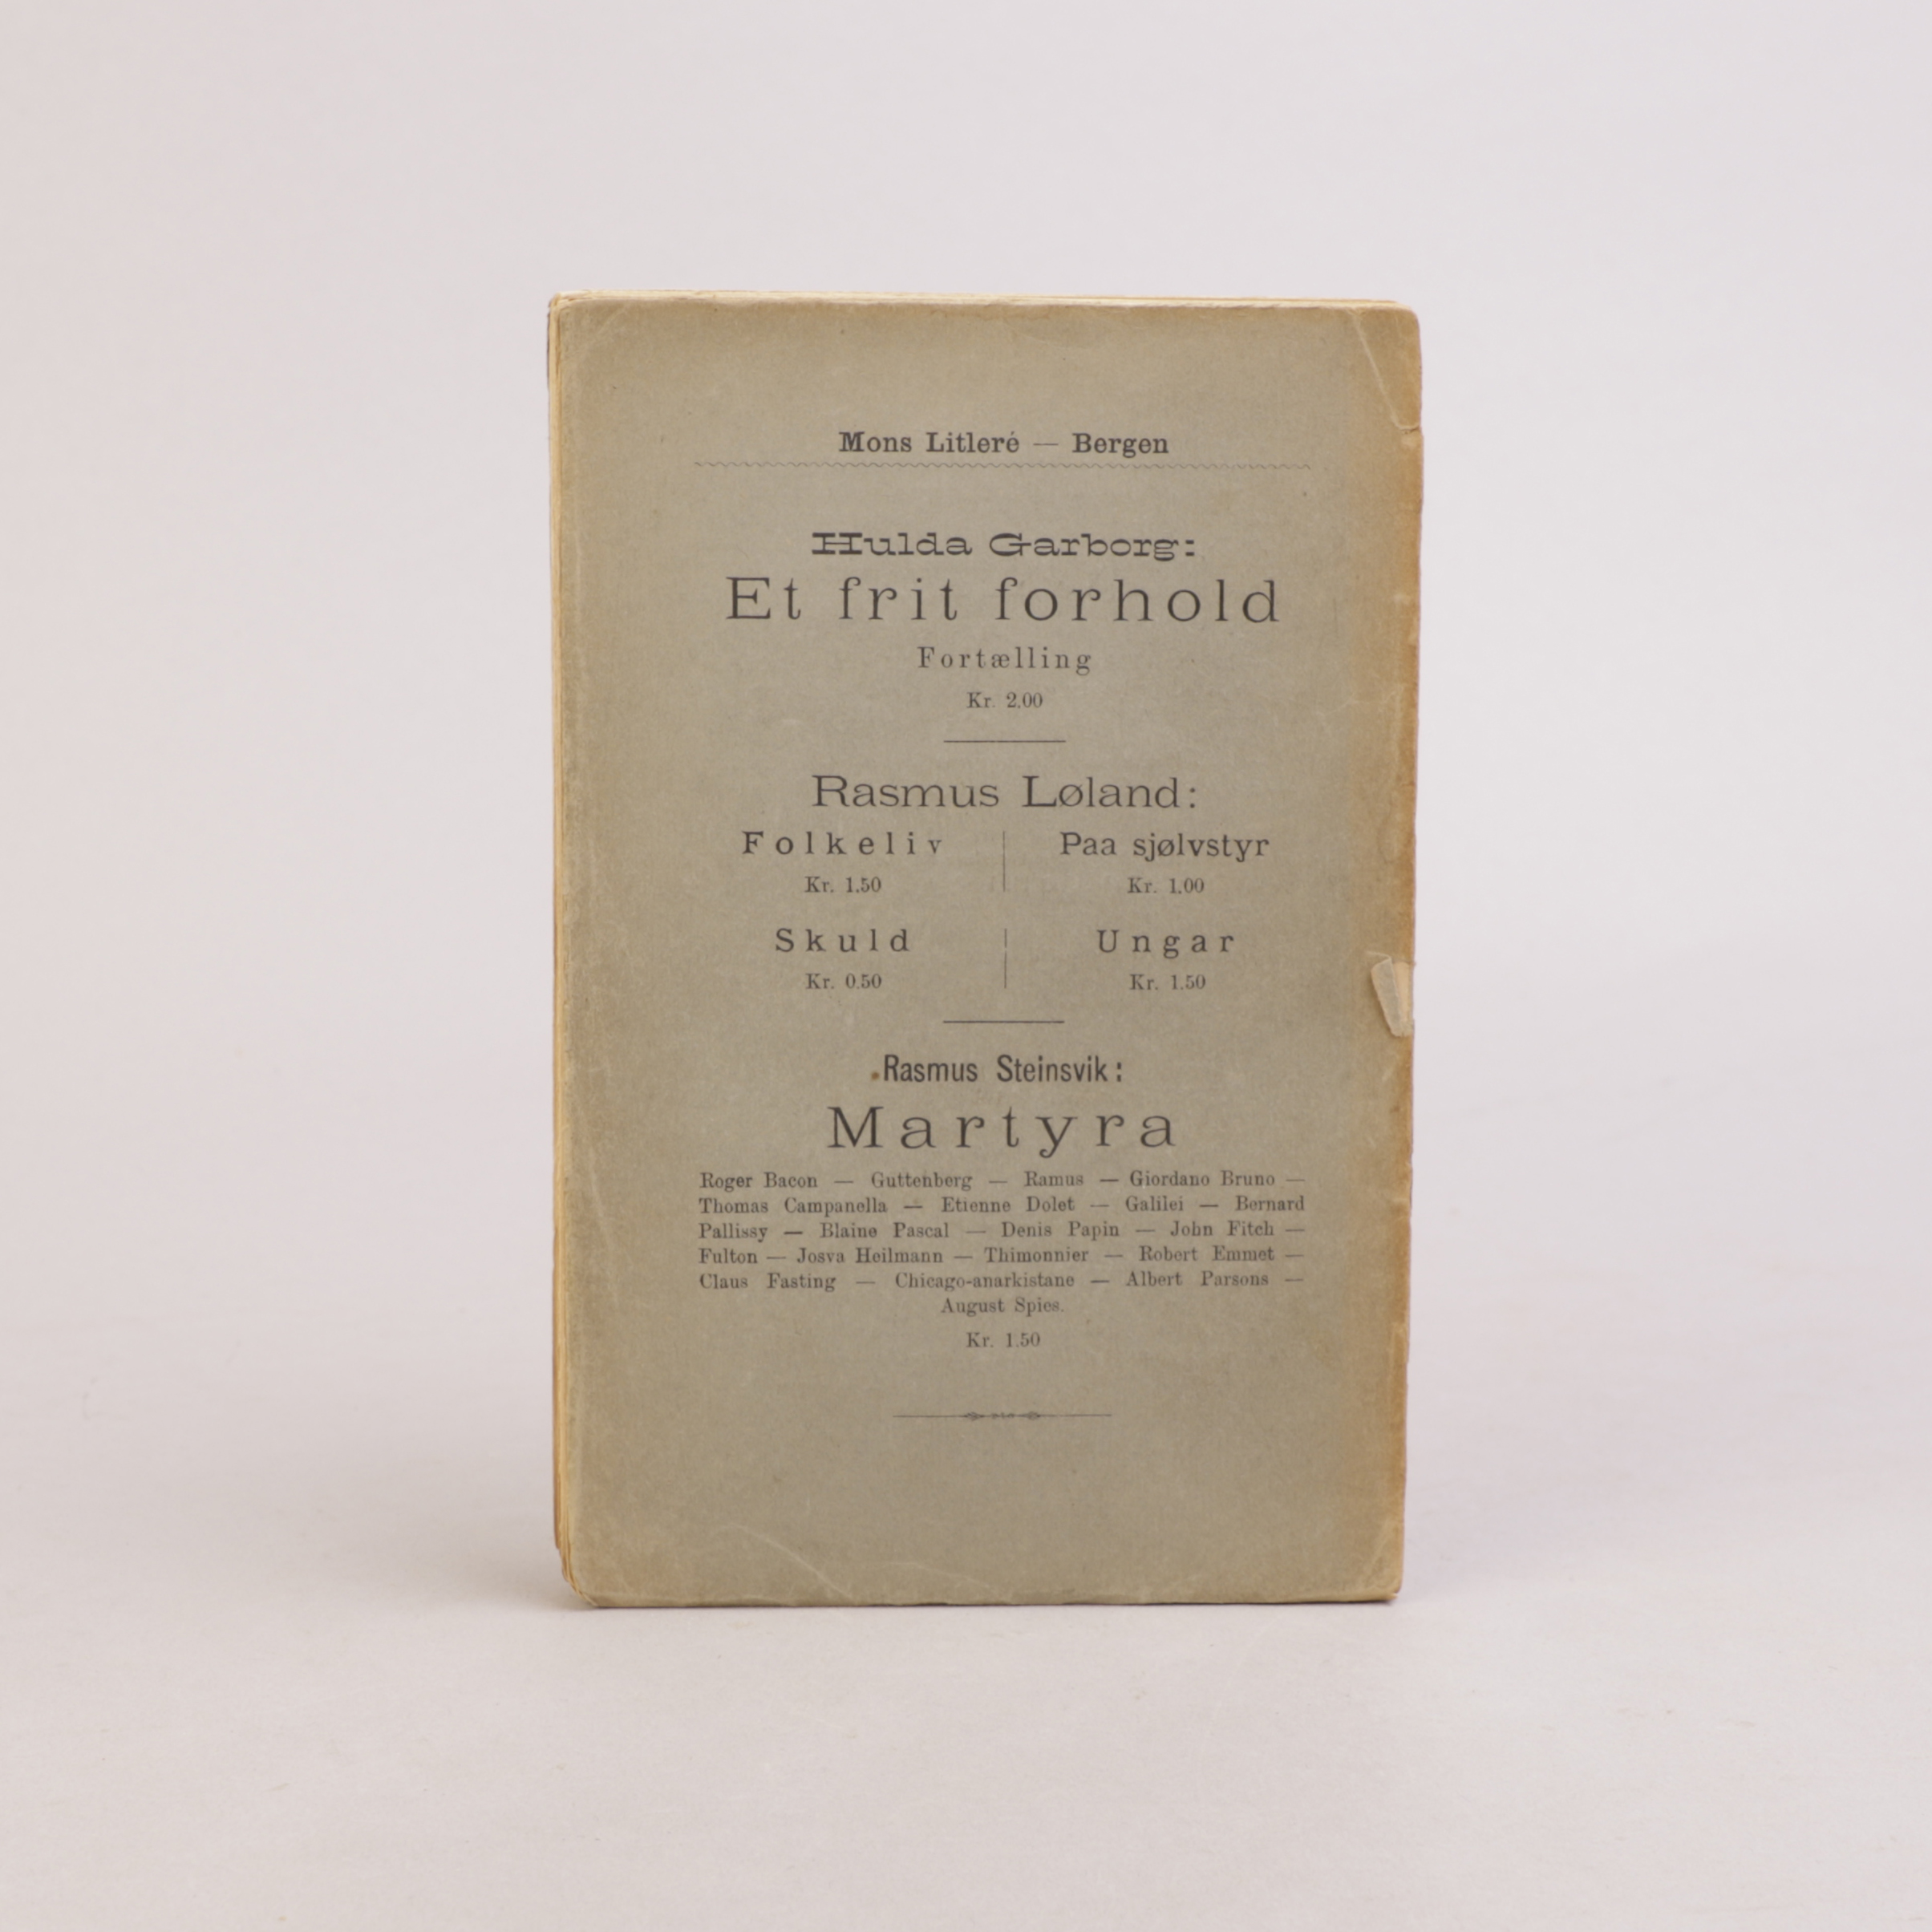 Mons Litleré — Bergen
Hulda Garborg:
Et frit forhold
Fortælling
Kr. 2.00
Rasmus Løland:
Folkeliv
Kr. 1.50
Paa sjølvstyr
Kr. 1.00
Skuld
Kr. 0.50
Ungar
Kr. 1.50
Rasmus Steinsvik:
Martyra
Roger Bacon — Guttenberg — Ramus — Giordano Bruno —
Thomas Campanella — Etienne Dolet — Galilei — Bernard
Pallissy — Blaine Pascal — Denis Papin — John Fitch —
Fulton — Josva Heilmann — Thimonnier — Robert Emmet —
Claus Fasting — Chicago-anarkistane — Albert Parsons —
August Spies.
Kr. 1.50